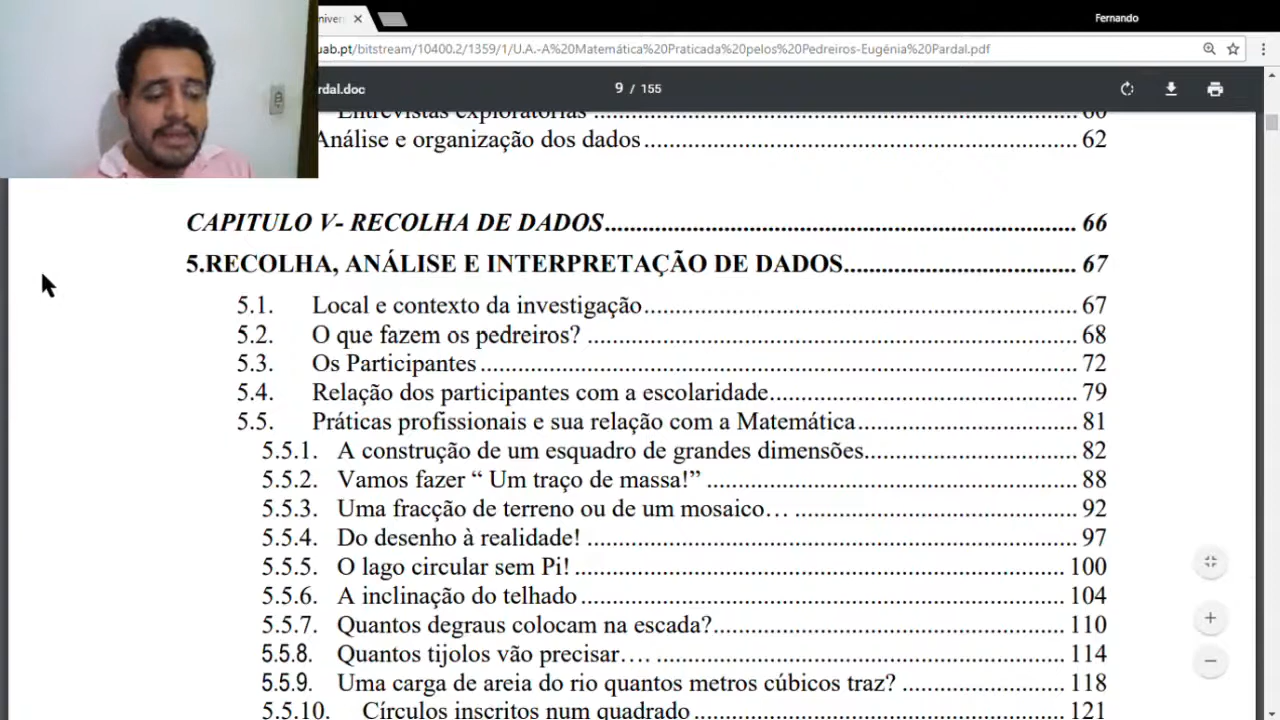 niver
Fernando
uab.pt/bitstream/10400.2/1359/1/U.A.-A%20Matemática%20Praticada%20pelos%20Pedreiros-Eugénia%20Pardal.pdf
rdal.doc 9 / 155
Entrevistas exploratórias ........ 60
Análise e organização dos dados ........ 62
CAPITULO V- RECOLHA DE DADOS ........ 66
5.RECOLHA, ANÁLISE E INTERPRETAÇÃO DE DADOS ........ 67
5.1. Local e contexto da investigação ........ 67
5.2. O que fazem os pedreiros? ........ 68
5.3. Os Participantes ........ 72
5.4. Relação dos participantes com a escolaridade ........ 79
5.5. Práticas profissionais e sua relação com a Matemática ........ 81
5.5.1. A construção de um esquadro de grandes dimensões ........ 82
5.5.2. Vamos fazer “ Um traço de massa!” ........ 88
5.5.3. Uma fracção de terreno ou de um mosaico… ........ 92
5.5.4. Do desenho à realidade! ........ 97
5.5.5. O lago circular sem Pi! ........ 100
5.5.6. A inclinação do telhado ........ 104
5.5.7. Quantos degraus colocam na escada? ........ 110
5.5.8. Quantos tijolos vão precisar…. ........ 114
5.5.9. Uma carga de areia do rio quantos metros cúbicos traz? ........ 118
5.5.10. Círculos inscritos num quadrado ........ 121